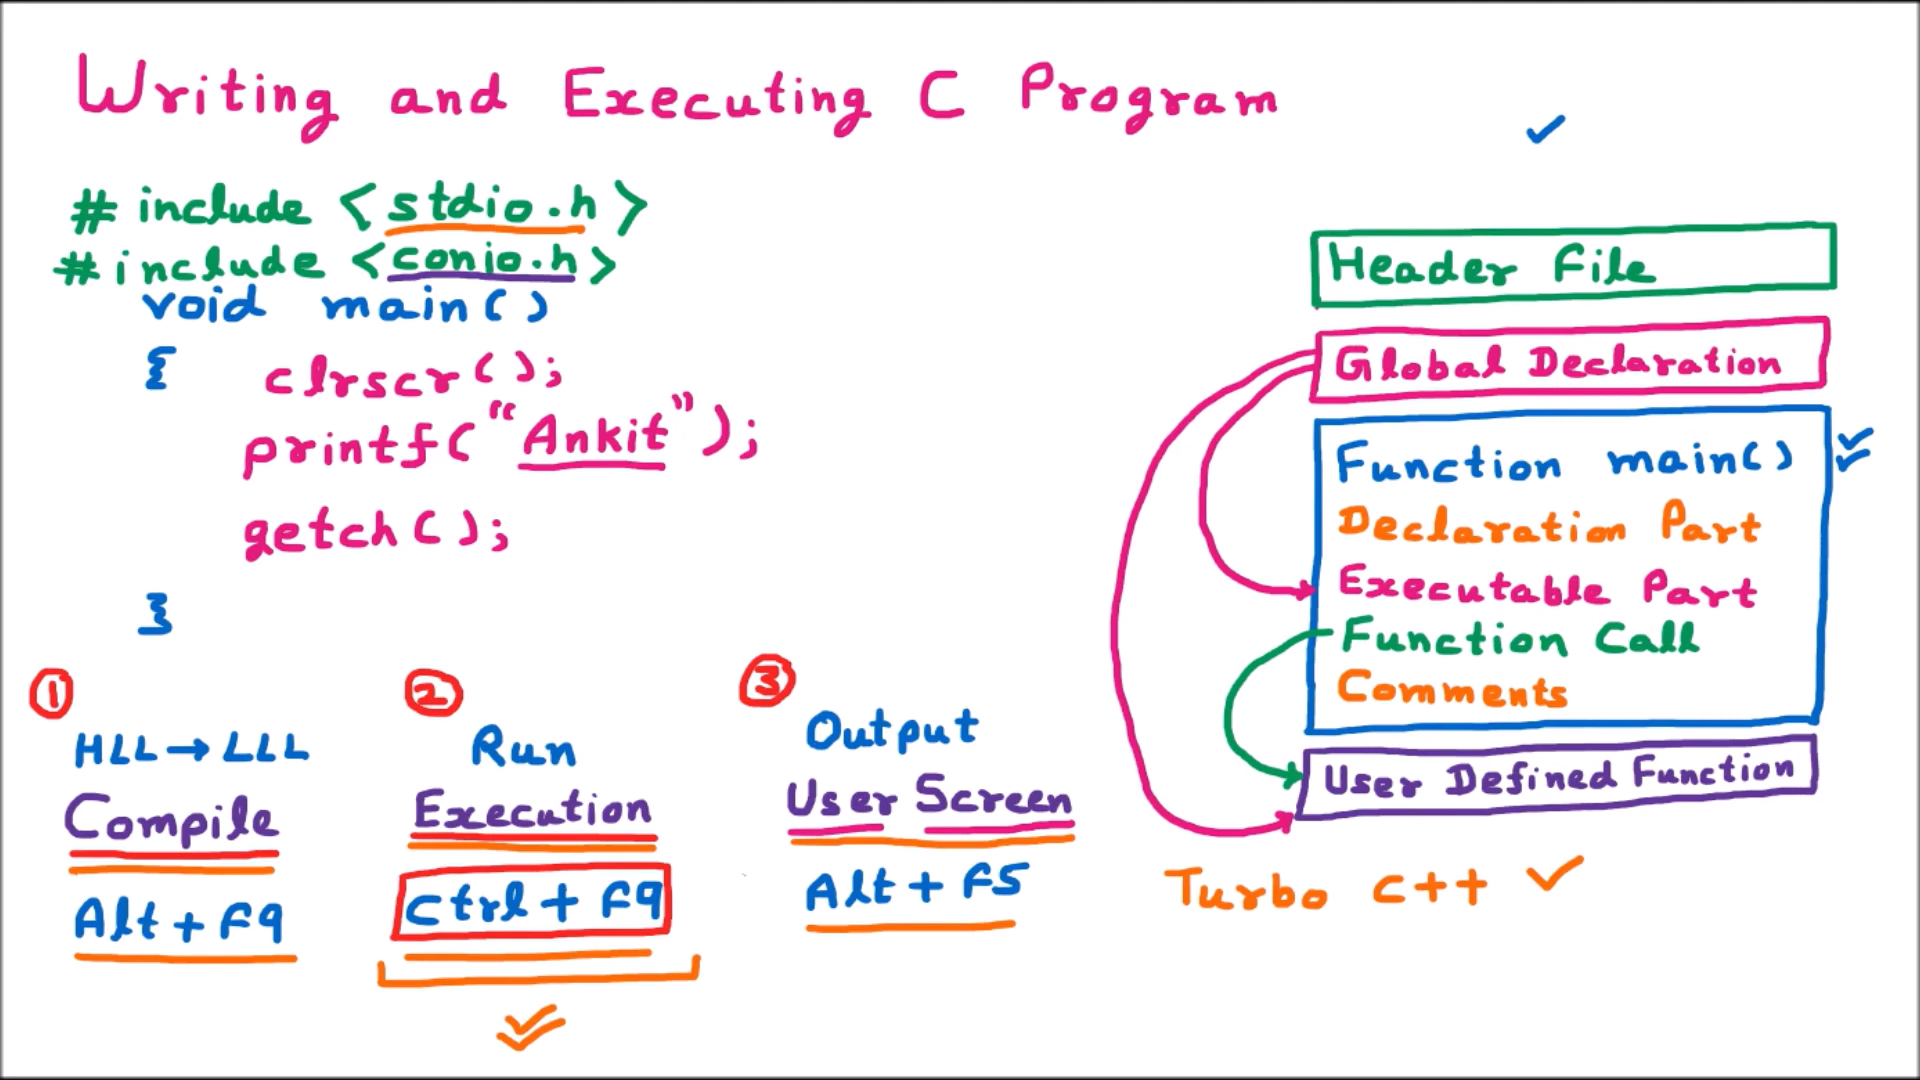 Writing and Executing C Program
# include <stdio.h>
#include <conio.h>
void main()
{ clrscr();
printf("Ankit");
getch();
}
Header File
Global Declaration
Function main()
Declaration Part
Executable Part
Function Call
Comments
User Defined Function
Turbo C++
1
HLL → LLL
Compile
Alt + F9
2
Run
Execution
Ctrl + F9
3
Output
User Screen
Alt + F5